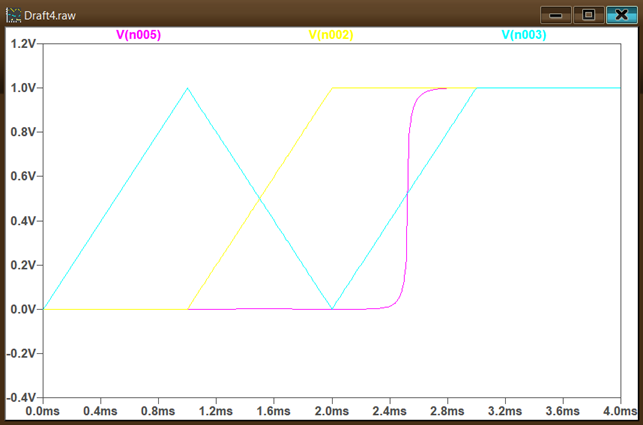 Draft4.raw
V(n005) V(n002) V(n003)
1.2V
1.0V
0.8V
0.6V
0.4V
0.2V
0.0V
-0.2V
-0.4V
0.0ms 0.4ms 0.8ms 1.2ms 1.6ms 2.0ms 2.4ms 2.8ms 3.2ms 3.6ms 4.0ms